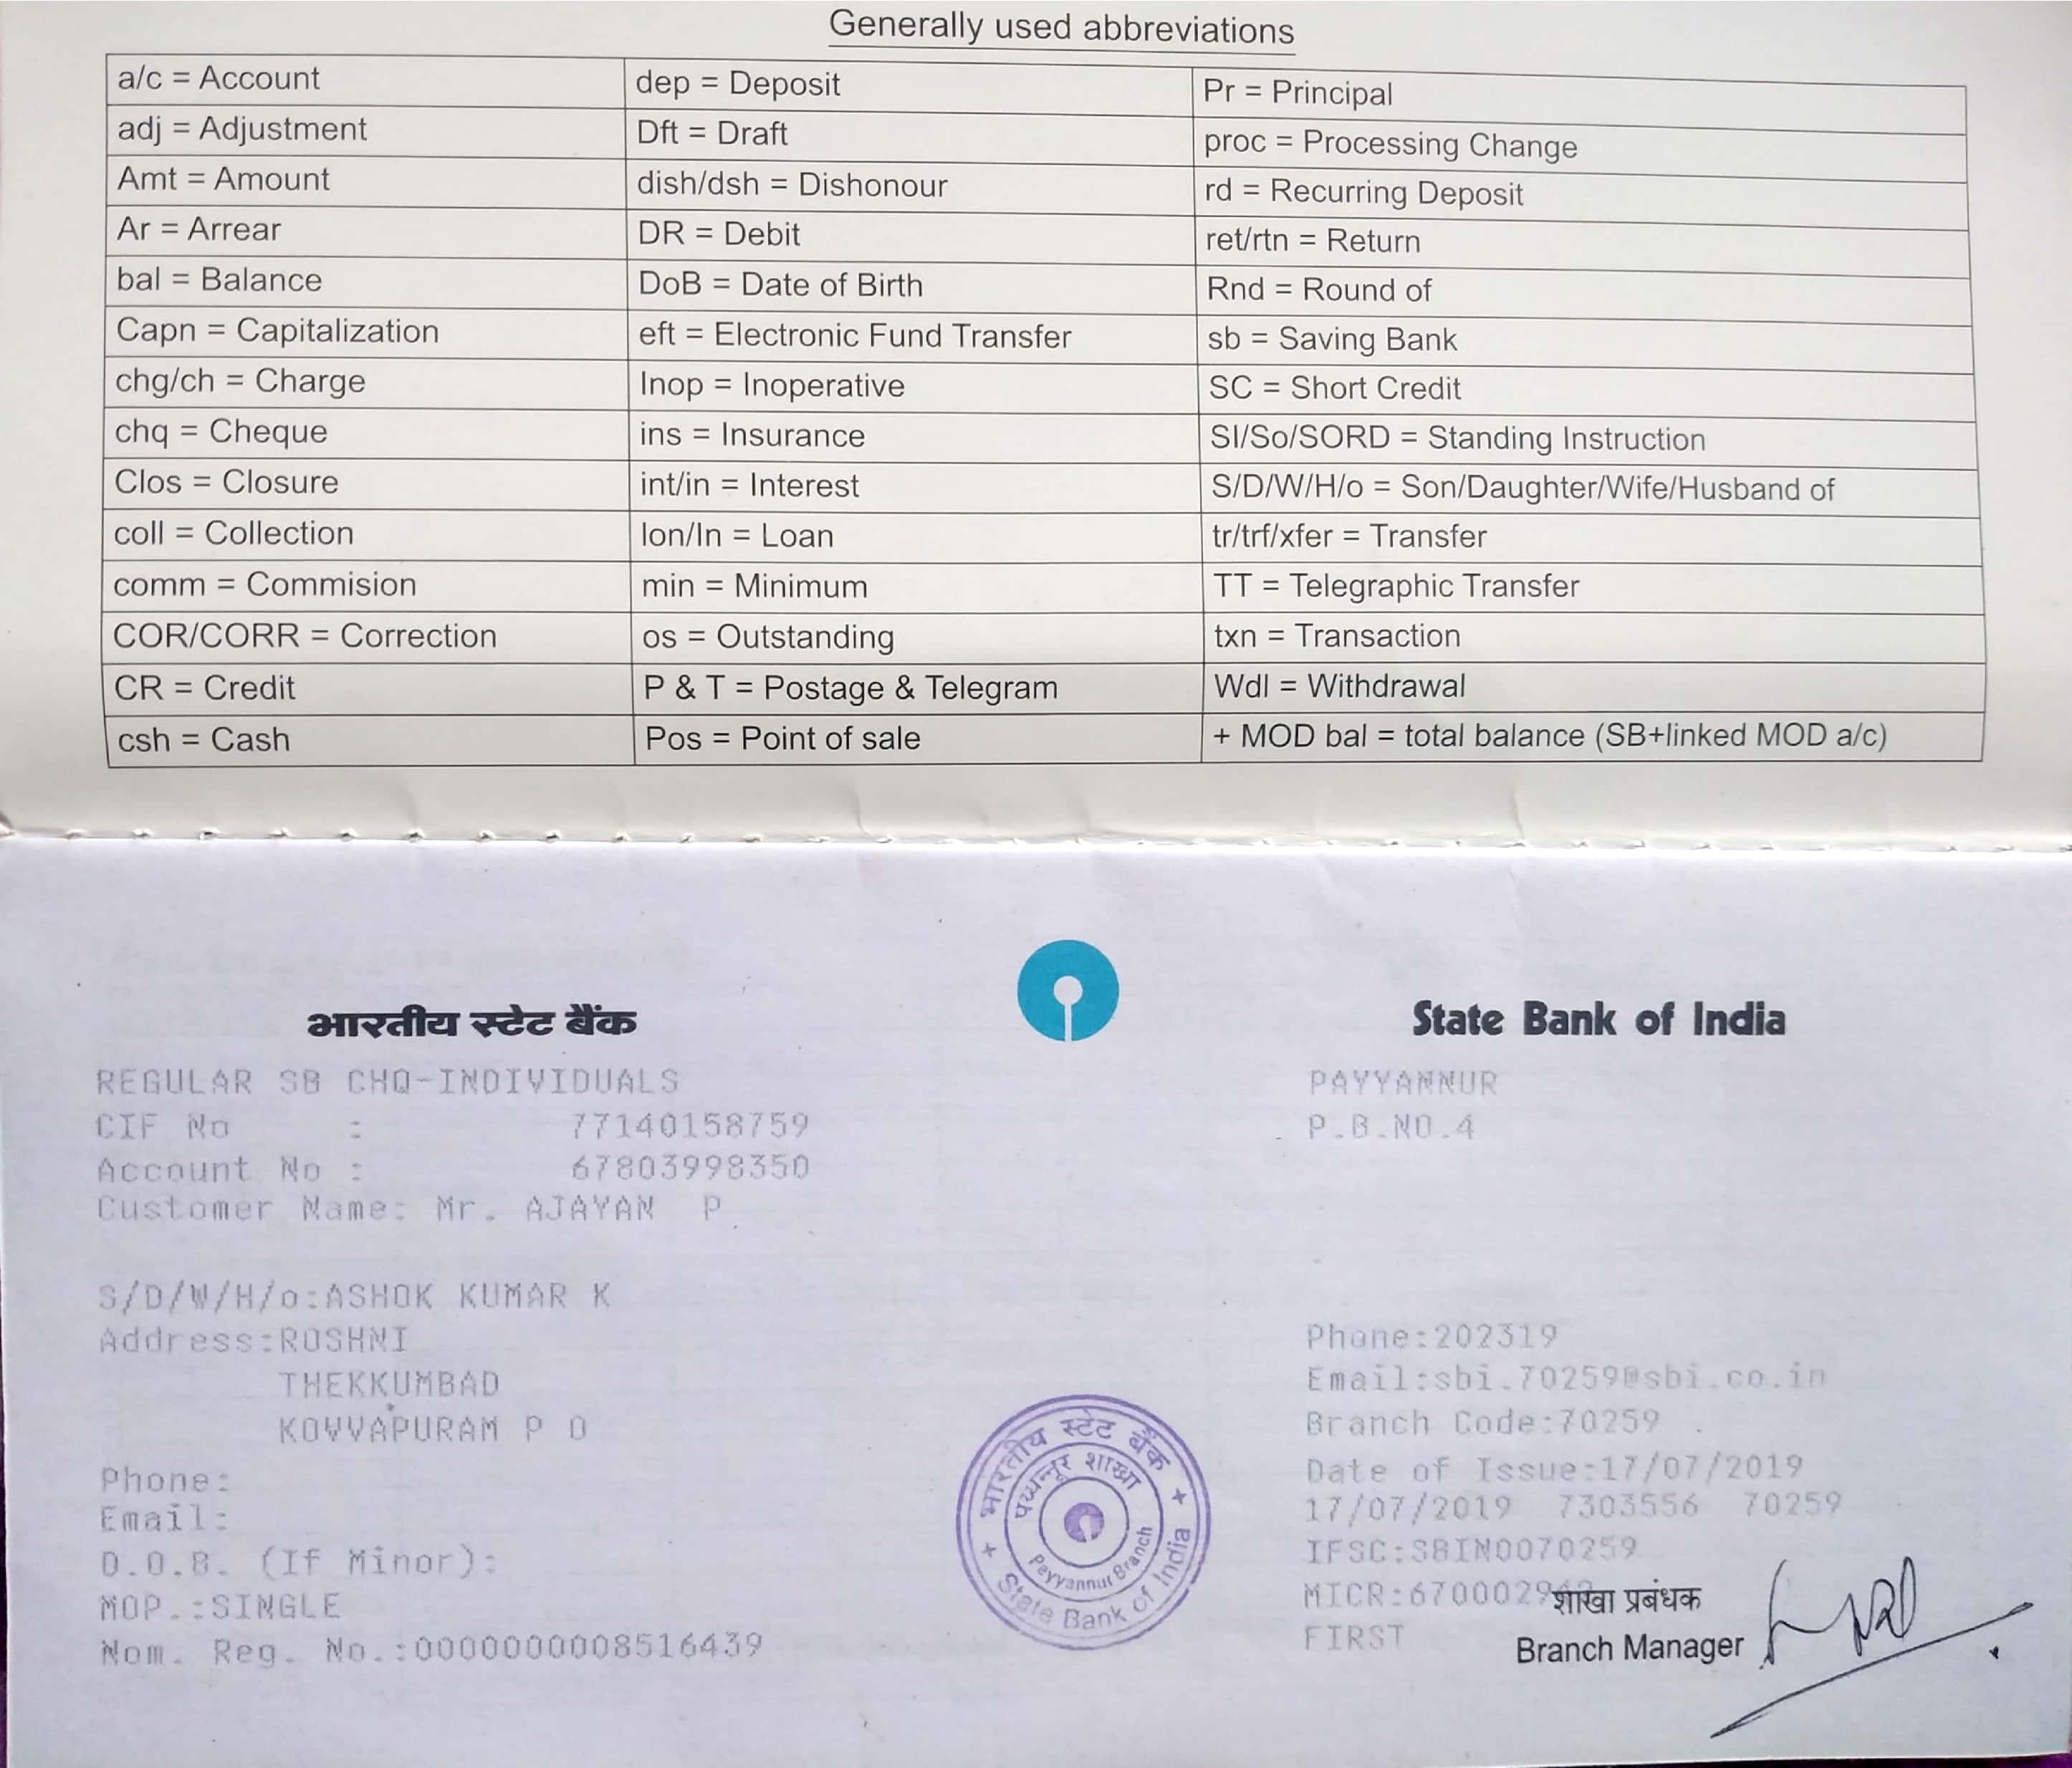 Generally used abbreviations
a/c = Account
dep = Deposit
Pr = Principal
adj = Adjustment
Dft = Draft
proc = Processing Change
Amt = Amount
dish/dsh = Dishonour
rd = Recurring Deposit
Ar = Arrear
DR = Debit
ret/rtn = Return
bal = Balance
DoB = Date of Birth
Rnd = Round of
Capn = Capitalization
eft = Electronic Fund Transfer
sb = Saving Bank
chg/ch = Charge
Inop = Inoperative
SC = Short Credit
chq = Cheque
ins = Insurance
SI/So/SORD = Standing Instruction
Clos = Closure
int/in = Interest
S/D/W/H/o = Son/Daughter/Wife/Husband of
coll = Collection
lon/ln = Loan
tr/trf/xfer = Transfer
comm = Commision
min = Minimum
TT = Telegraphic Transfer
COR/CORR = Correction
os = Outstanding
txn = Transaction
CR = Credit
P & T = Postage & Telegram
Wdl = Withdrawal
csh = Cash
Pos = Point of sale
+ MOD bal = total balance (SB+linked MOD a/c)
भारतीय स्टेट बैंक
State Bank of India
REGULAR SB CHQ-INDIVIDUALS
CIF No : 77140158759
Account No : 67803998350
Customer Name: Mr. AJAYAN P
S/D/W/H/o:ASHOK KUMAR K
Address:ROSHNI
THEKKUMBAD
KOVVAPURAM P O
Phone:
Email:
D.O.B. (If Minor):
MOP.:SINGLE
Nom. Reg. No.:0000000008516439
भारतीय स्टेट बैंक
पय्यन्नूर शाखा
Payyannur Branch
State Bank of India
PAYYANNUR
P.B.NO.4
Phone:202319
Email:sbi.70259@sbi.co.in
Branch Code:70259
Date of Issue:17/07/2019
17/07/2019 7303556 70259
IFSC:SBIN0070259
MICR:
शाखा प्रबंधक
FIRST
Branch Manager